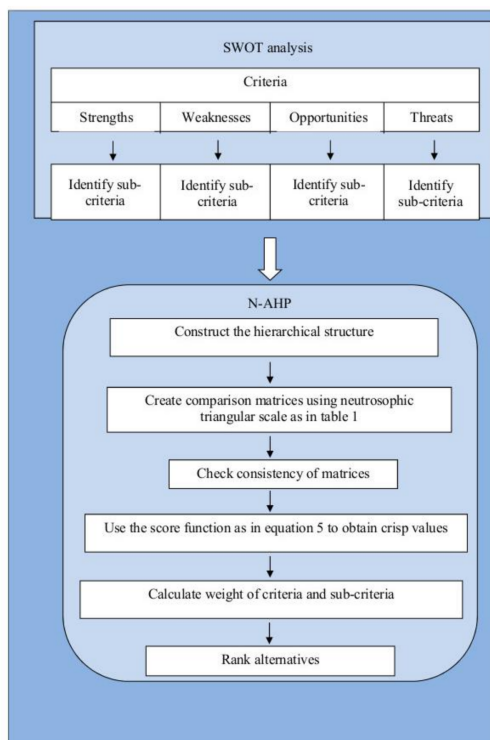 SWOT analysis
Criteria
Strengths Weaknesses Opportunities Threats
Identify sub- Identify sub- Identify sub- Identify
criteria criteria criteria sub-criteria
N-AHP
Construct the hierarchical structure
Create comparison matrices using neutrosophic
triangular scale as in table 1
Check consistency of matrices
Use the score function as in equation 5 to obtain crisp values
Calculate weight of criteria and sub-criteria
Rank alternatives